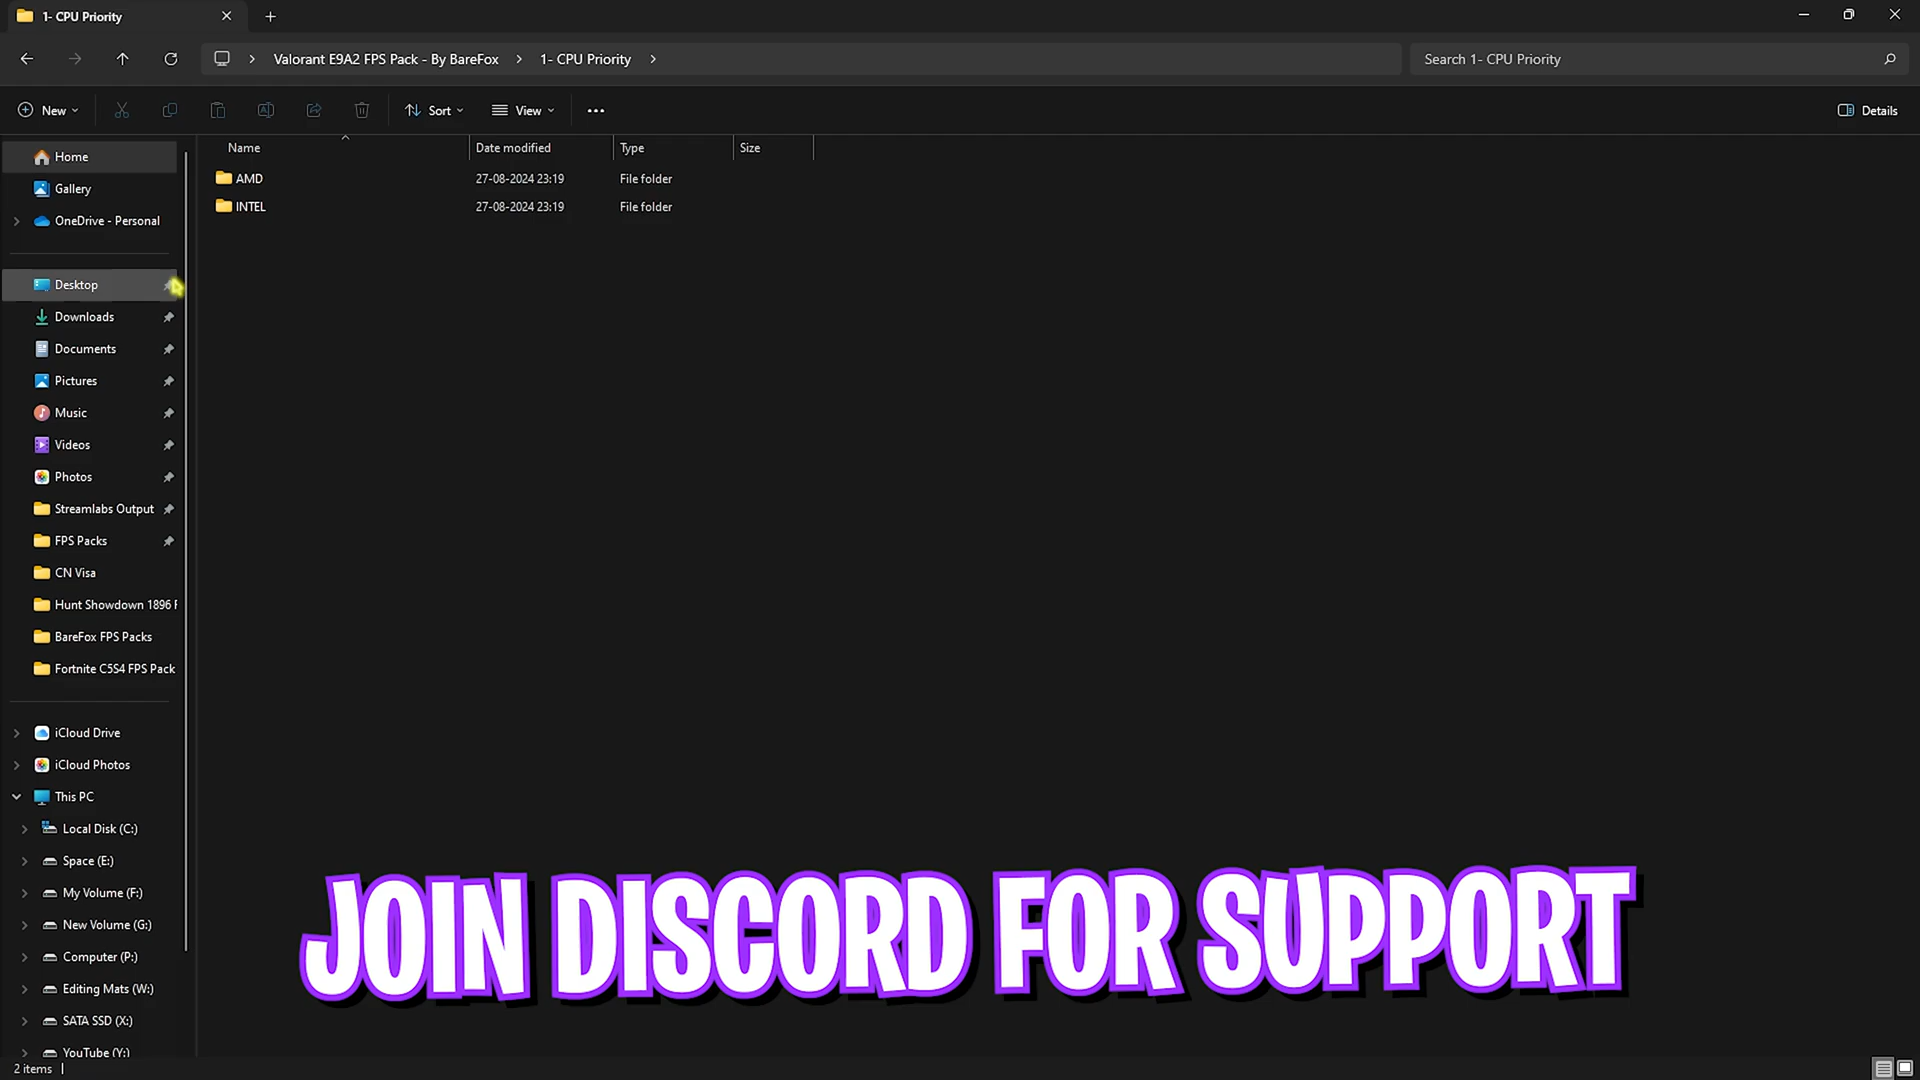 1- CPU Priority
Valorant E9A2 FPS Pack - By BareFox > 1- CPU Priority >
Search 1- CPU Priority
New
Sort
View
Details
Name Date modified Type Size
AMD 27-08-2024 23:19 File folder
INTEL 27-08-2024 23:19 File folder
Home
Gallery
OneDrive - Personal
Desktop
Downloads
Documents
Pictures
Music
Videos
Photos
Streamlabs Output
FPS Packs
CN Visa
Hunt Showdown 1896 F
BareFox FPS Packs
Fortnite C5S4 FPS Pack
iCloud Drive
iCloud Photos
This PC
Local Disk (C:)
Space (E:)
My Volume (F:)
New Volume (G:)
Computer (P:)
Editing Mats (W:)
SATA SSD (X:)
YouTube (Y:)
JOIN DISCORD FOR SUPPORT
2 items